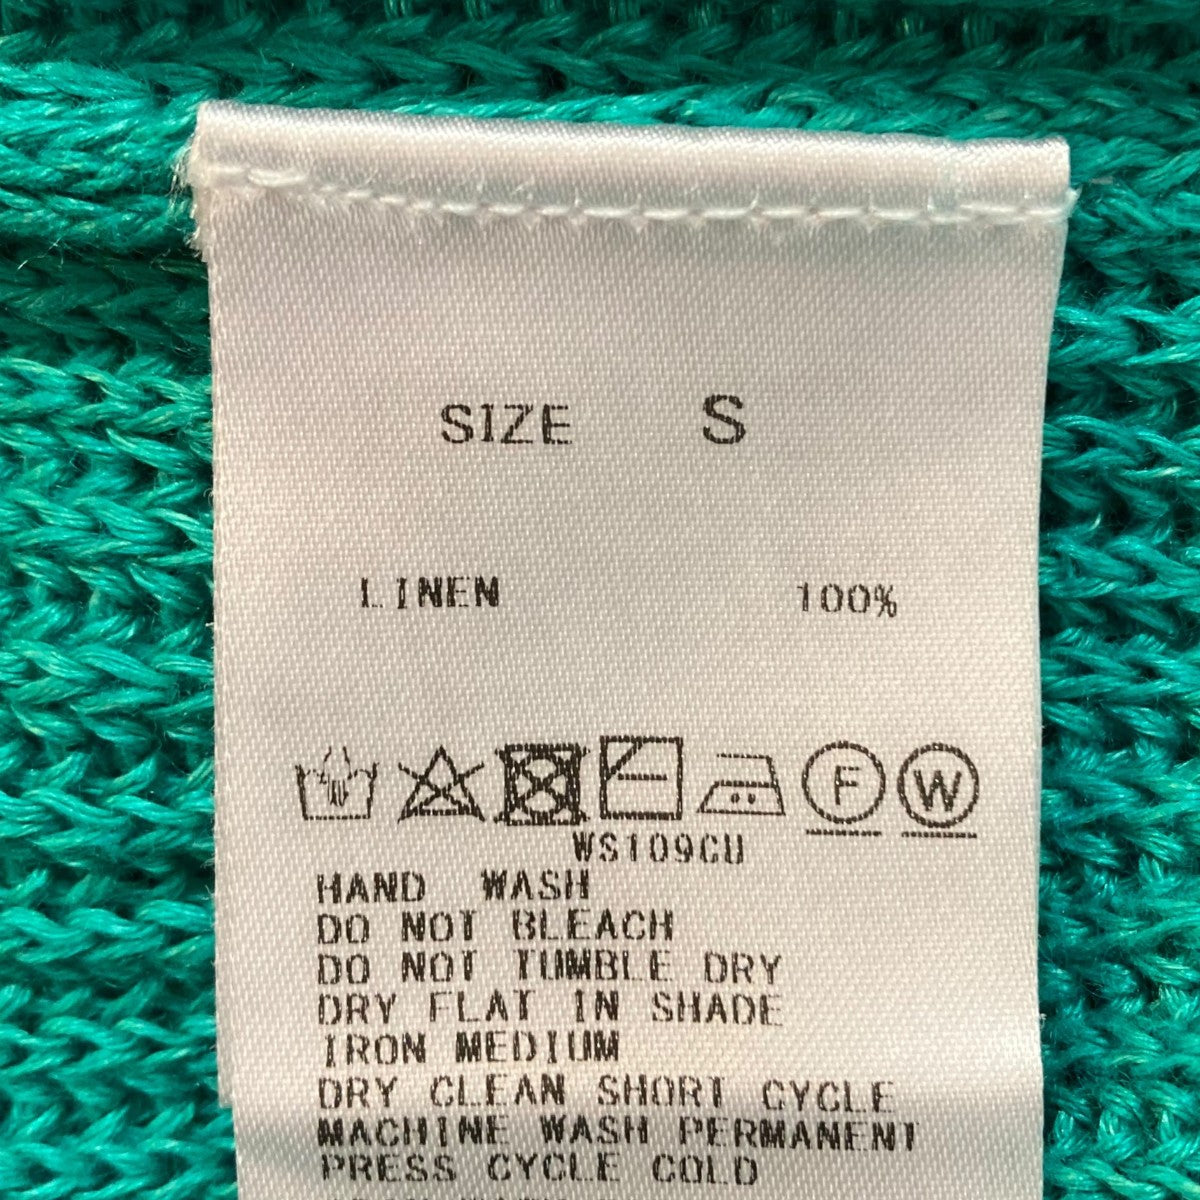 SIZE S
LINEN 100%
F W
WS109CU
HAND WASH
DO NOT BLEACH
DO NOT TUMBLE DRY
DRY FLAT IN SHADE
IRON MEDIUM
DRY CLEAN SHORT CYCLE
MACHINE WASH PERMANENT
PRESS CYCLE COLD